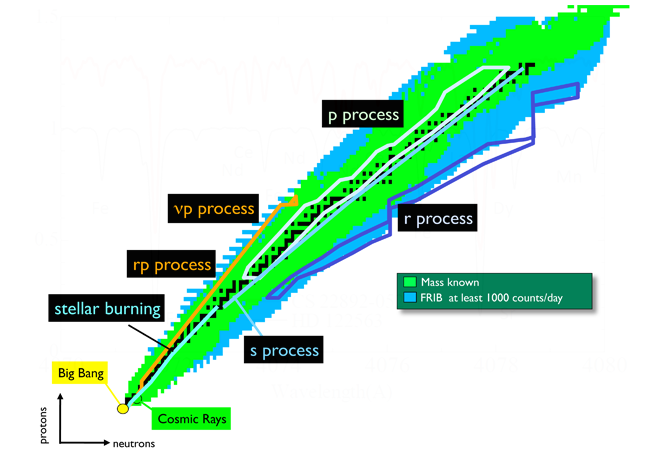 p process
νp process
r process
rp process
Mass known
FRIB at least 1000 counts/day
stellar burning
s process
Big Bang
Cosmic Rays
protons
neutrons